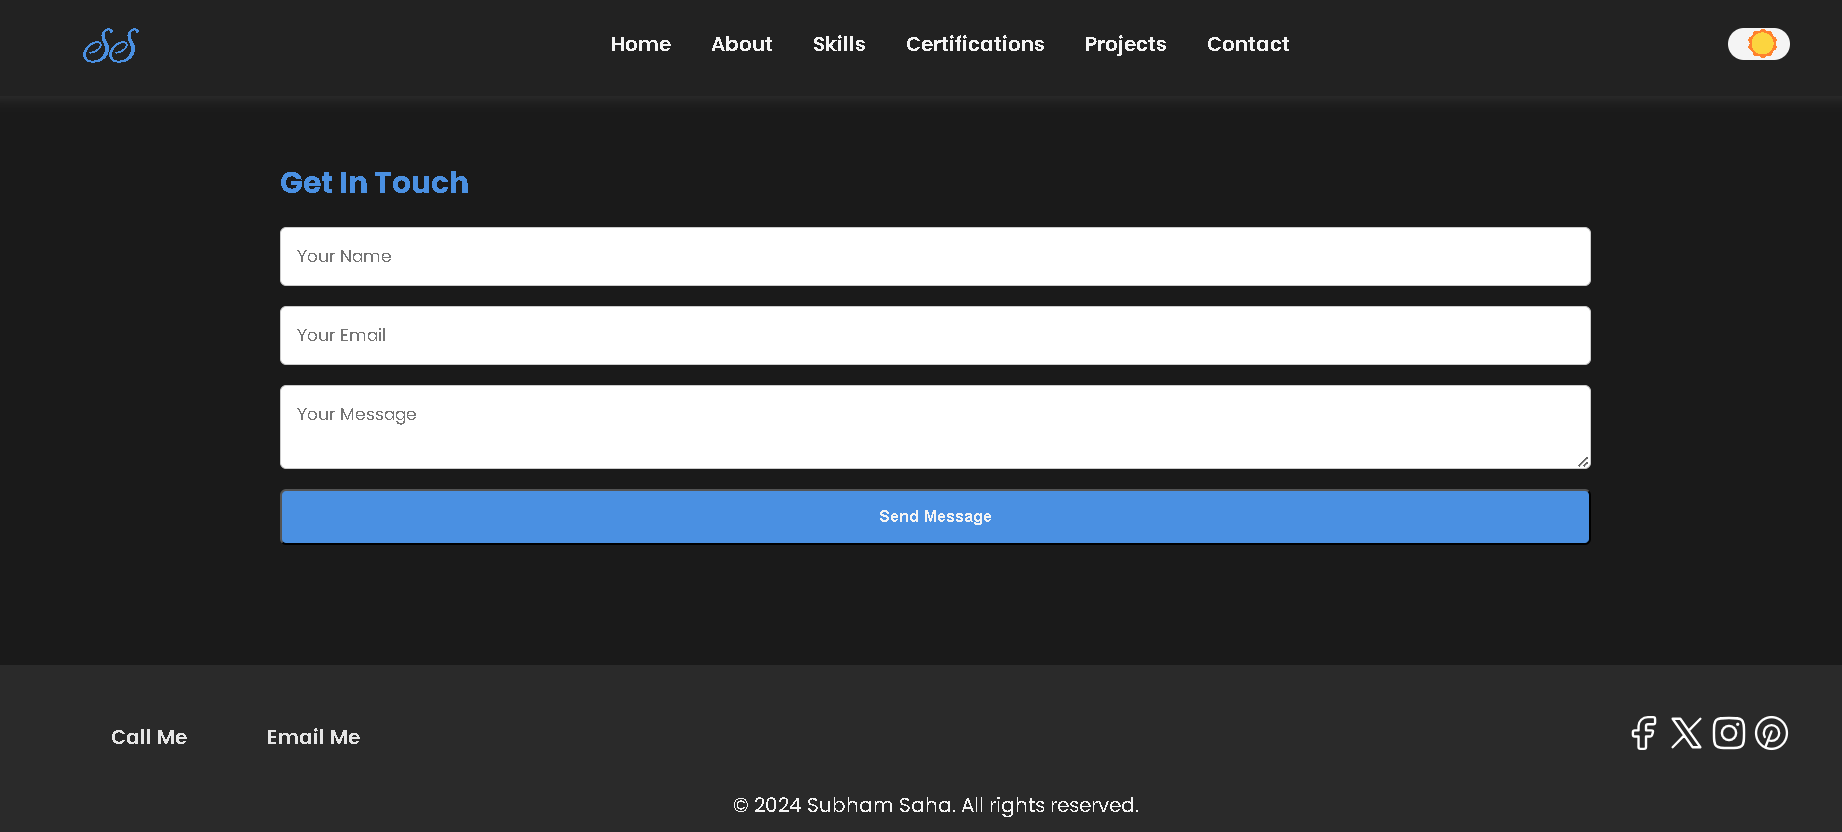 SS
Home About Skills Certifications Projects Contact
Get In Touch
Your Name
Your Email
Your Message
Send Message
Call Me Email Me
© 2024 Subham Saha. All rights reserved.